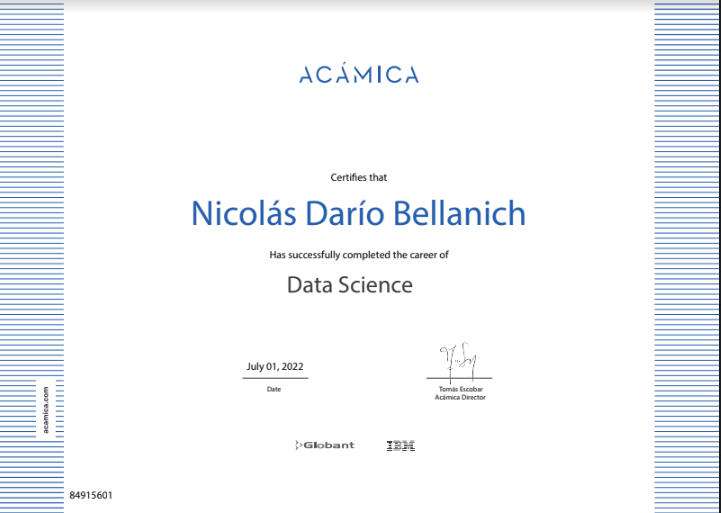 ACÁMICA
Certifies that
Nicolás Darío Bellanich
Has successfully completed the career of
Data Science
July 01, 2022
Date
Tomás Escobar
Acámica Director
acamica.com
Globant
IBM
84915601